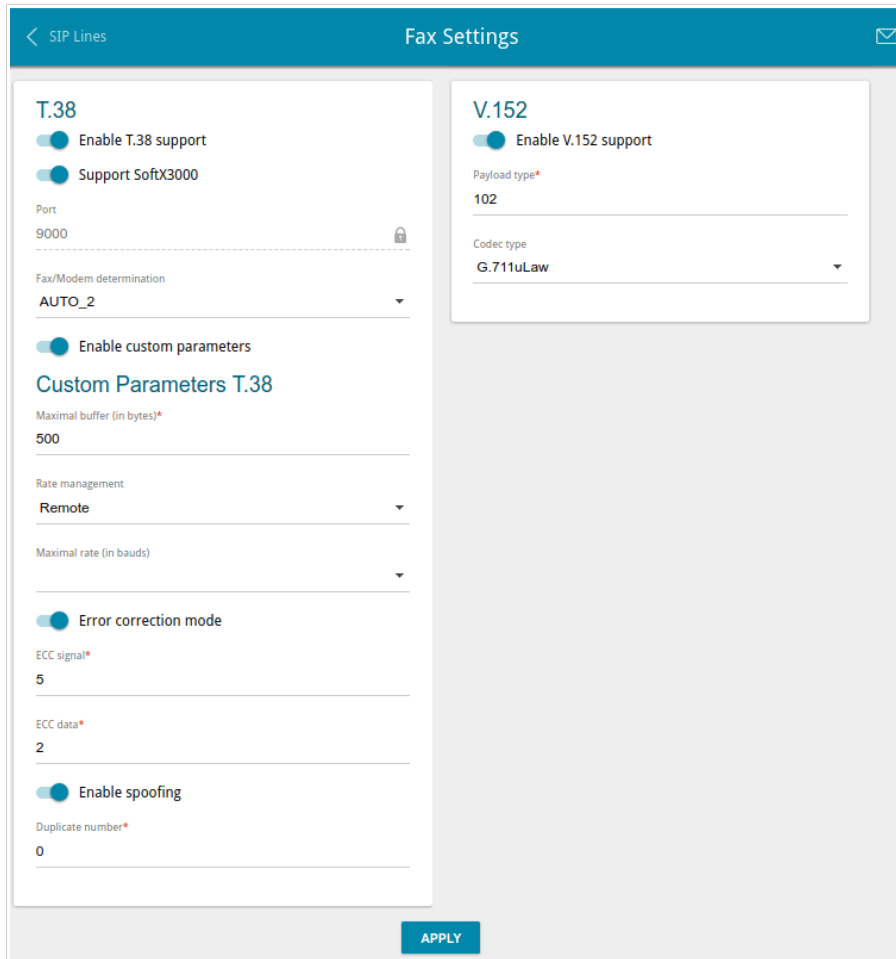 SIP Lines
Fax Settings
T.38
Enable T.38 support
Support SoftX3000
Port
9000
Fax/Modem determination
AUTO_2
Enable custom parameters
Custom Parameters T.38
Maximal buffer (in bytes)*
500
Rate management
Remote
Maximal rate (in bauds)
Error correction mode
ECC signal*
5
ECC data*
2
Enable spoofing
Duplicate number*
0
V.152
Enable V.152 support
Payload type*
102
Codec type
G.711uLaw
APPLY